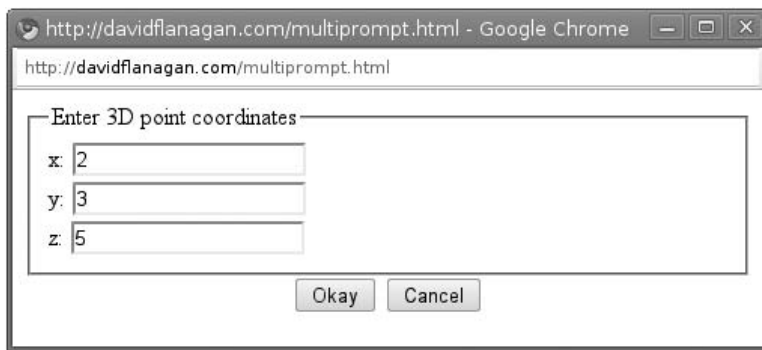 http://davidflanagan.com/multiprompt.html - Google Chrome
http://davidflanagan.com/multiprompt.html
Enter 3D point coordinates
x: 2
y: 3
z: 5
Okay Cancel